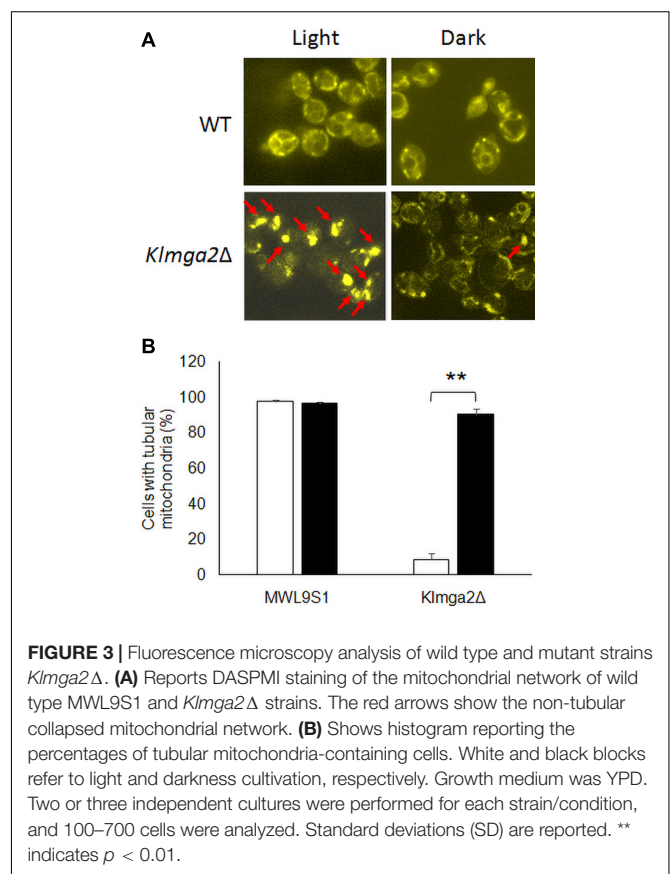 A
Light
Dark
WT
Klmga2Δ
B
120
100
80
60
40
20
0
Cells with tubular
mitochondria (%)
**
MWL9S1
Klmga2Δ
FIGURE 3 | Fluorescence microscopy analysis of wild type and mutant strains
Klmga2Δ. (A) Reports DASPMI staining of the mitochondrial network of wild
type MWL9S1 and Klmga2Δ strains. The red arrows show the non-tubular
collapsed mitochondrial network. (B) Shows histogram reporting the
percentages of tubular mitochondria-containing cells. White and black blocks
refer to light and darkness cultivation, respectively. Growth medium was YPD.
Two or three independent cultures were performed for each strain/condition,
and 100–700 cells were analyzed. Standard deviations (SD) are reported. **
indicates p < 0.01.